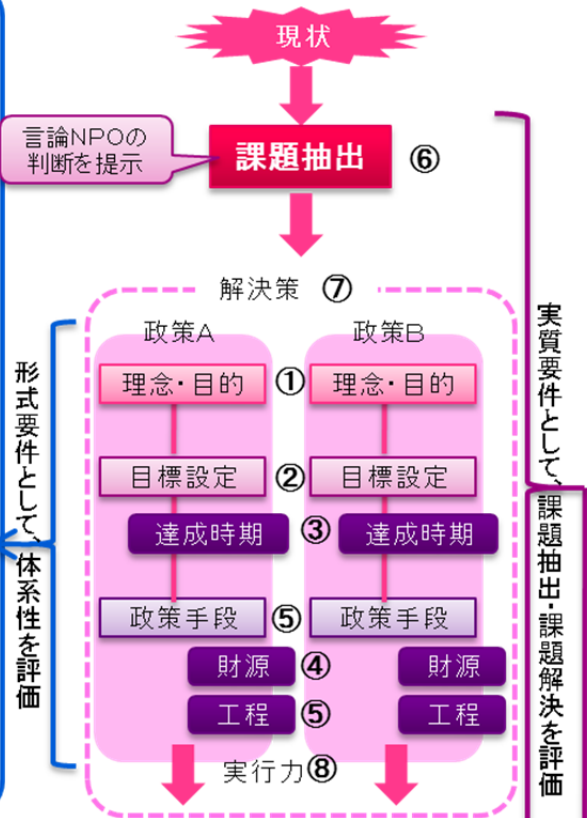 現状
言論NPOの
判断を提示
課題抽出 ⑥
解決策 ⑦
政策A 政策B
理念・目的 ① 理念・目的
目標設定 ② 目標設定
達成時期 ③ 達成時期
政策手段 ⑤ 政策手段
財源 ④ 財源
工程 ⑤ 工程
実行力⑧
形式要件として、体系性を評価
実質要件として、課題抽出・課題解決を評価